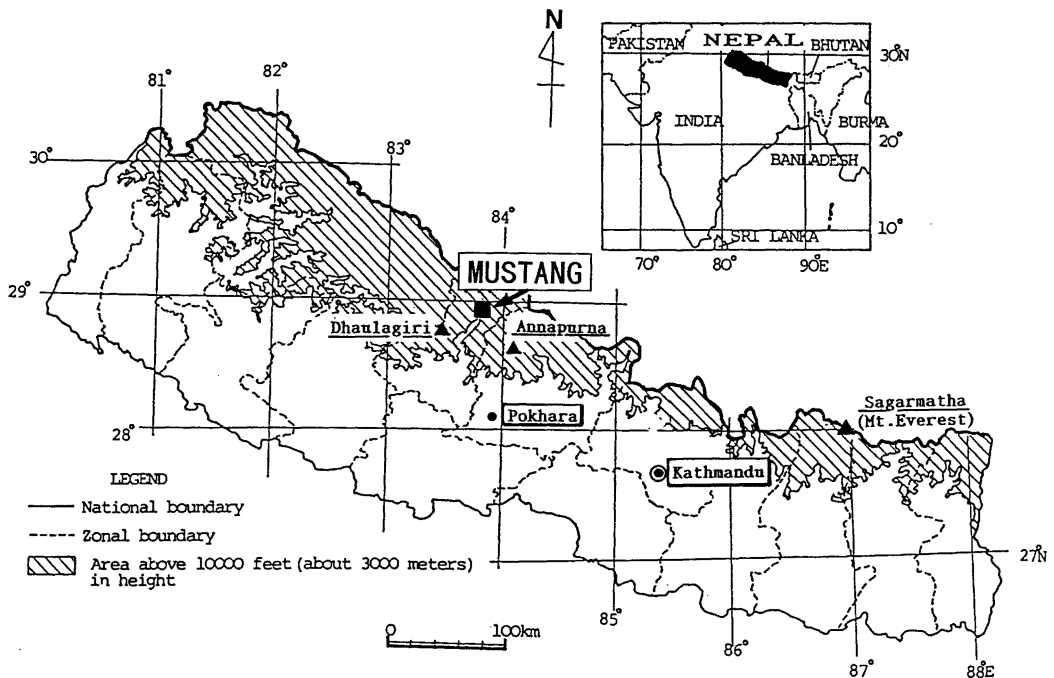 N
PAKISTAN NEPAL BHUTAN
30°N
INDIA
BURMA
20°
BANLADESH
10°
SRI LANKA
70° 80° 90°E
81°
82°
83°
30°
84°
MUSTANG
29°
Dhaulagiri
Annapurna
Pokhara
28°
Sagarmatha
(Mt.Everest)
Kathmandu
LEGEND
National boundary
Zonal boundary
Area above 10000 feet (about 3000 meters)
in height
27°N
0 100km
85°
86°
87°
88°E